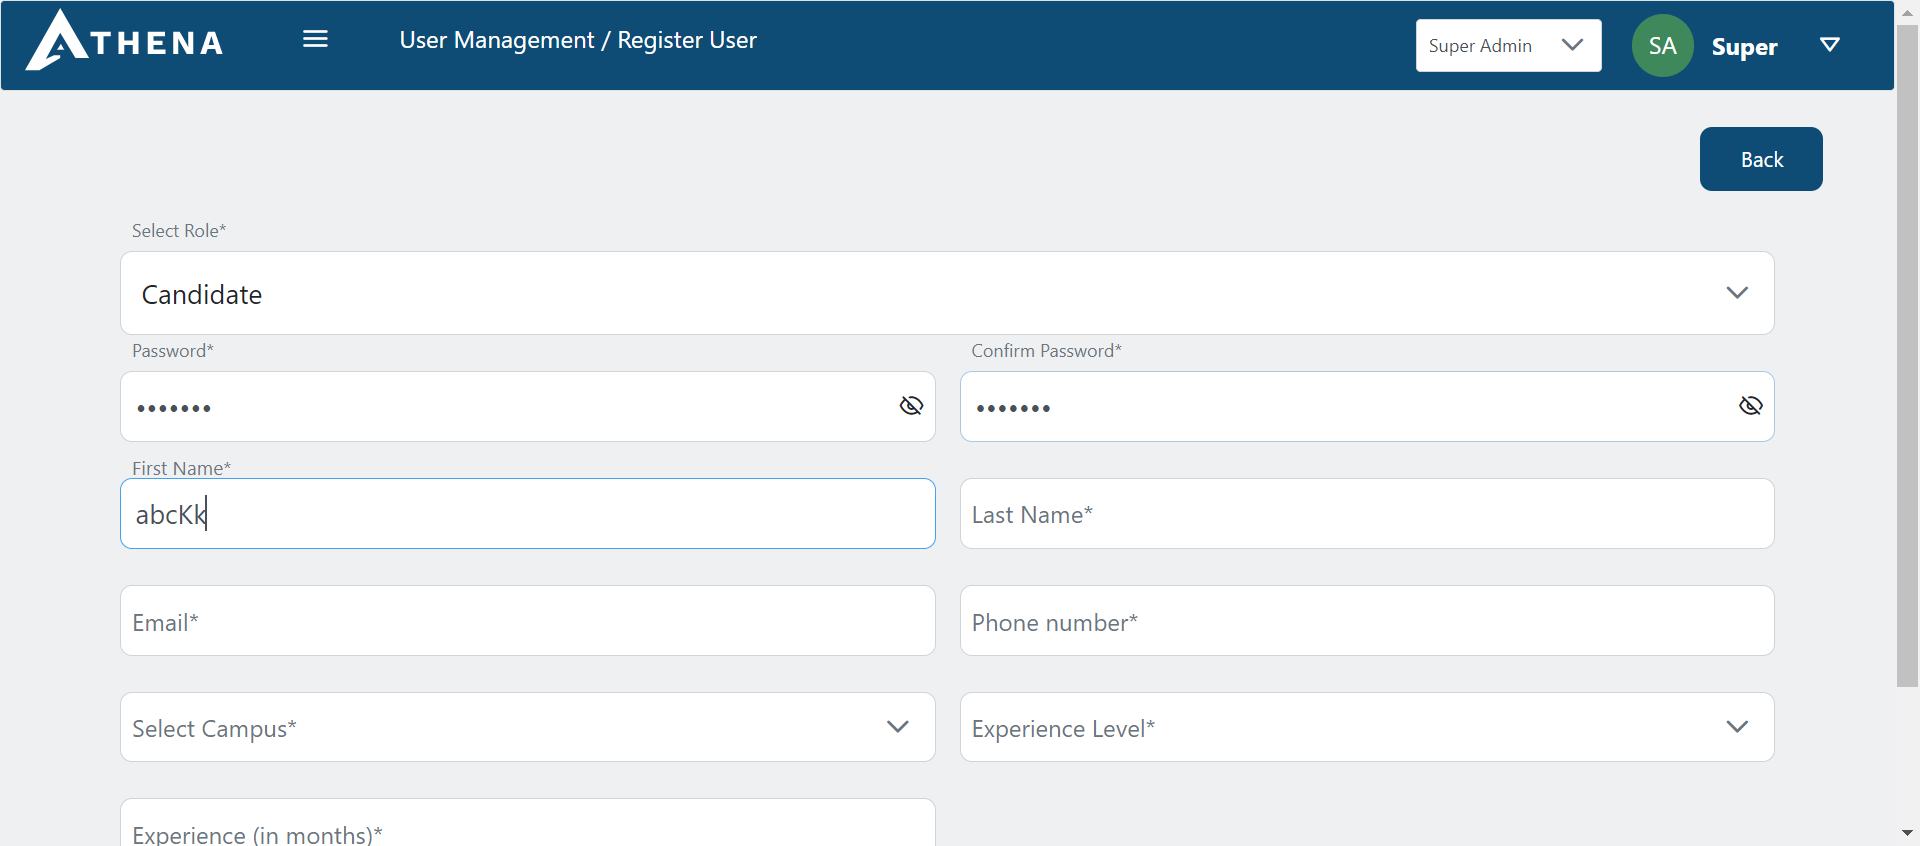 ATHENA
User Management / Register User
Super Admin
SA
Super
Back
Select Role*
Candidate
Password*
Confirm Password*
•••••••
•••••••
First Name*
abcKk
Last Name*
Email*
Phone number*
Select Campus*
Experience Level*
Experience (in months)*